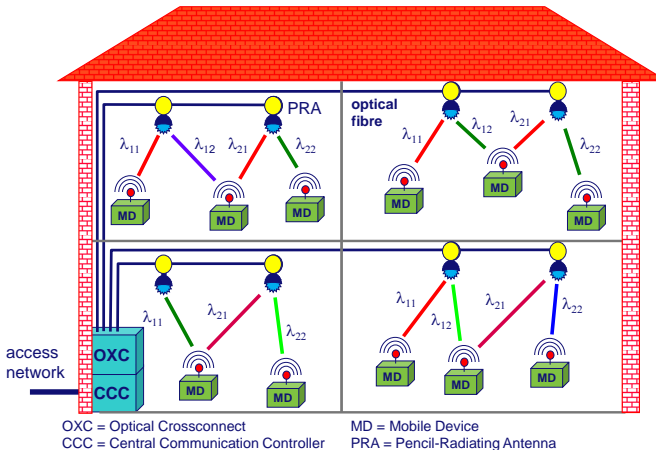 PRA
optical
fibre
λ11
λ12
λ21
λ22
λ11
λ12
λ21
λ22
MD
MD
MD
MD
MD
MD
λ11
λ21
λ22
λ11
λ12
λ21
λ22
MD
MD
MD
MD
MD
access
network
OXC
CCC
OXC = Optical Crossconnect
CCC = Central Communication Controller
MD = Mobile Device
PRA = Pencil-Radiating Antenna